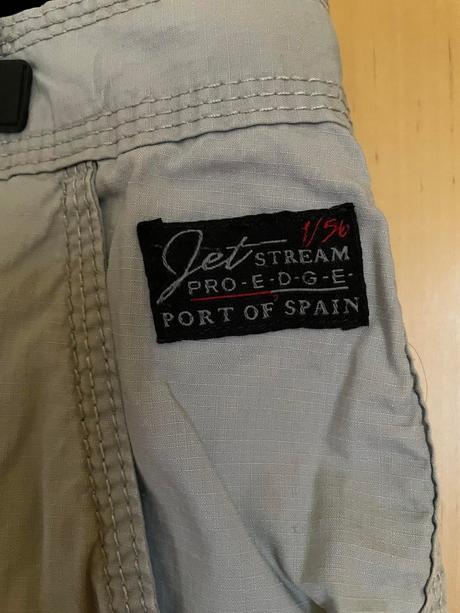 1/56
Jet STREAM
PRO-E-D-G-E-
PORT OF SPAIN